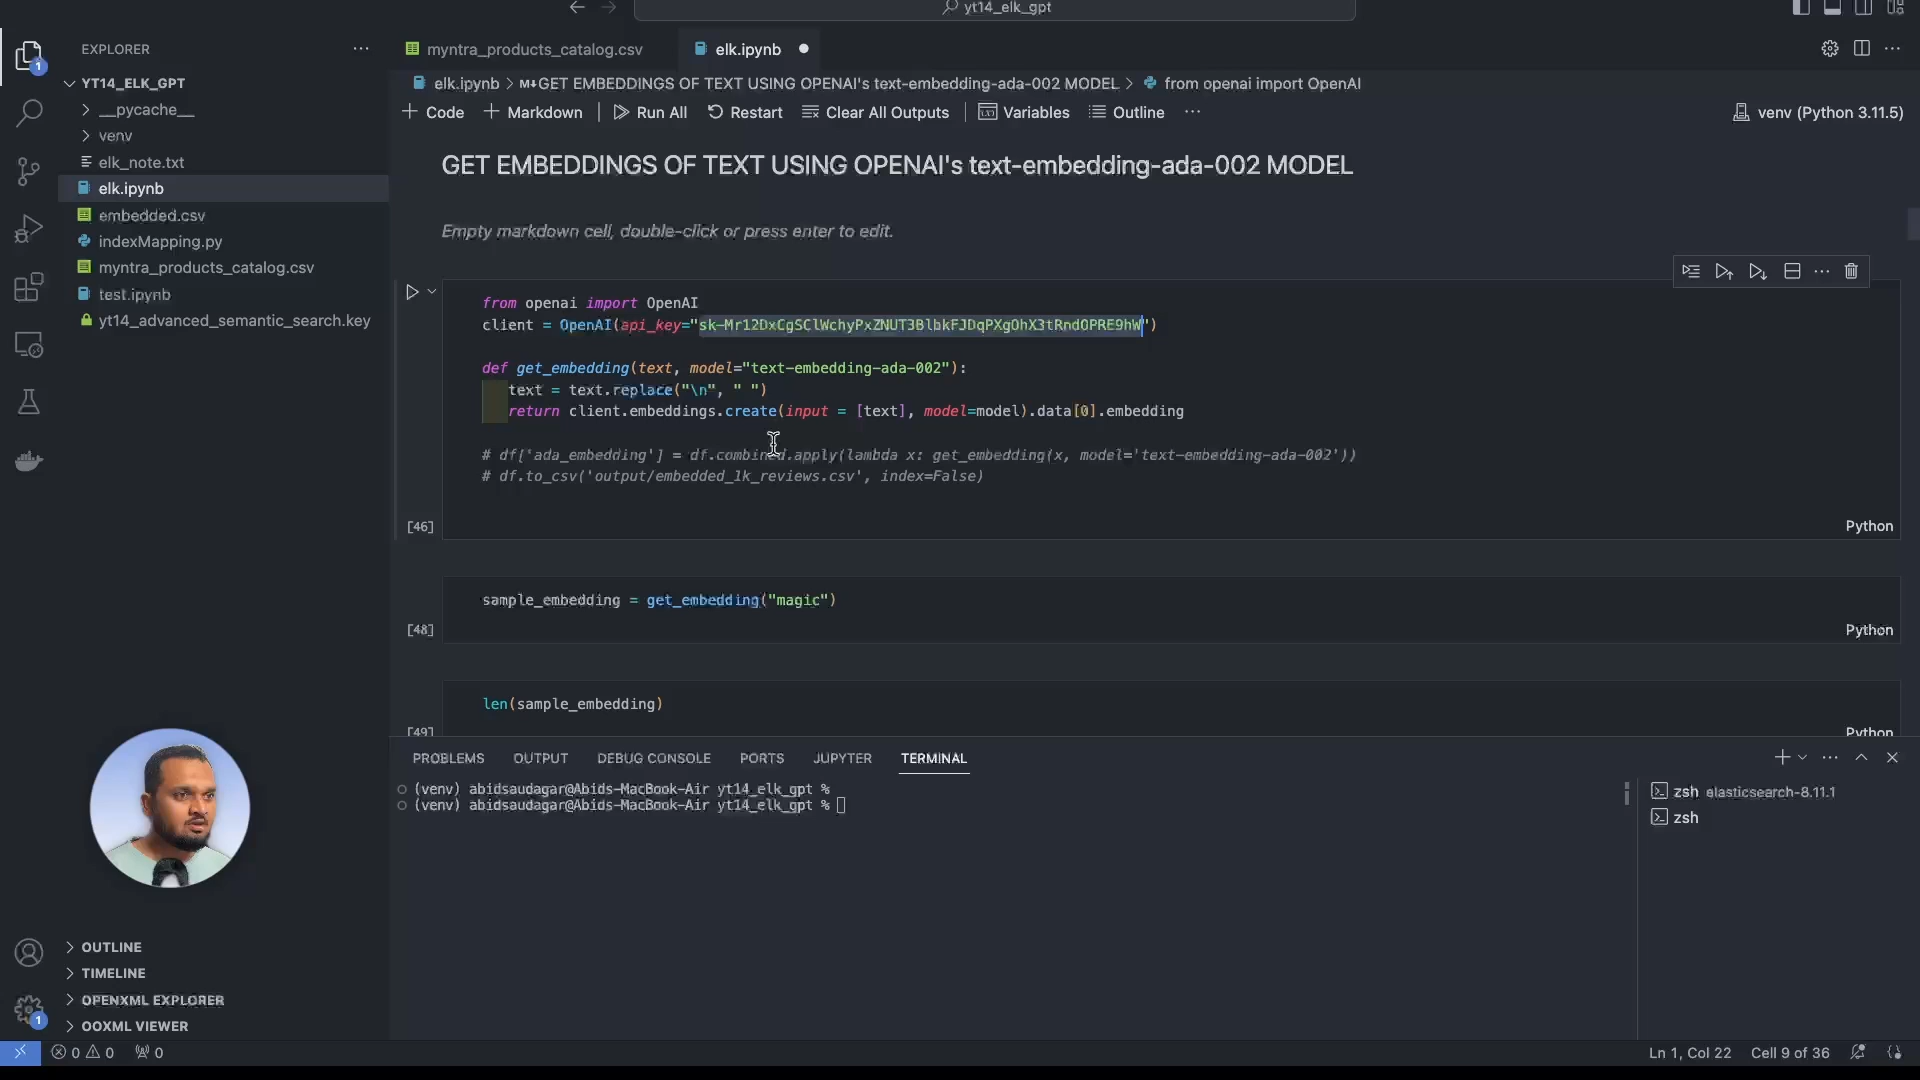 yt14_elk_gpt
EXPLORER
myntra_products_catalog.csv
elk.ipynb
YT14_ELK_GPT
__pycache__
venv
elk_note.txt
elk.ipynb
embedded.csv
indexMapping.py
myntra_products_catalog.csv
test.ipynb
yt14_advanced_semantic_search.key
elk.ipynb > M↓GET EMBEDDINGS OF TEXT USING OPENAI's text-embedding-ada-002 MODEL > from openai import OpenAI
Code Markdown Run All Restart Clear All Outputs Variables Outline ...
venv (Python 3.11.5)
GET EMBEDDINGS OF TEXT USING OPENAI's text-embedding-ada-002 MODEL
Empty markdown cell, double-click or press enter to edit.
from openai import OpenAI
client = OpenAI(api_key="")
def get_embedding(text, model="text-embedding-ada-002"):
text = text.replace("\n", " ")
return client.embeddings.create(input = [text], model=model).data[0].embedding
# df['ada_embedding'] = df.combined.apply(lambda x: get_embedding(x, model='text-embedding-ada-002'))
# df.to_csv('output/embedded_1k_reviews.csv', index=False)
[46]
Python
sample_embedding = get_embedding("magic")
[48]
Python
len(sample_embedding)
[49]
Python
PROBLEMS OUTPUT DEBUG CONSOLE PORTS JUPYTER TERMINAL
(venv) abidsaudagar@Abids-MacBook-Air yt14_elk_gpt %
(venv) abidsaudagar@Abids-MacBook-Air yt14_elk_gpt %
zsh elasticsearch-8.11.1
zsh
OUTLINE
TIMELINE
OPENXML EXPLORER
OOXML VIEWER
1
1
0 0 0
Ln 1, Col 22 Cell 9 of 36